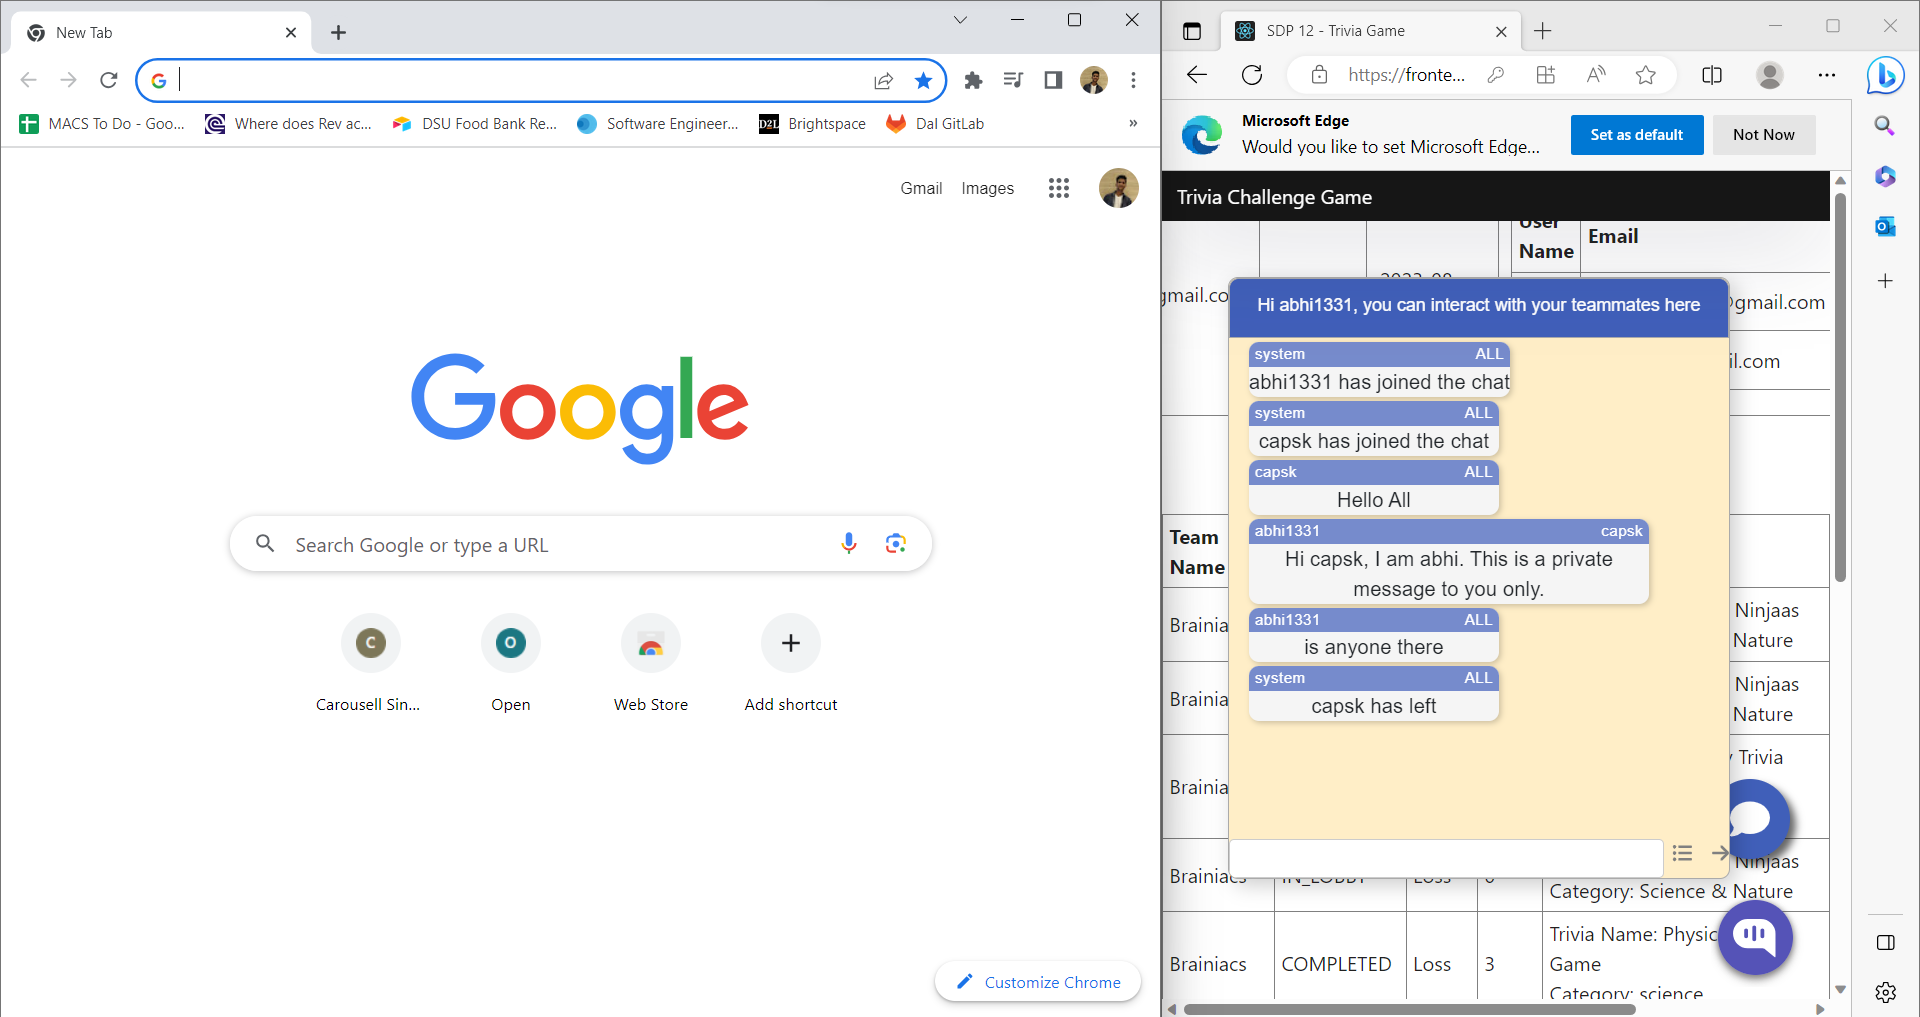 New Tab
MACS To Do - Goo...
Where does Rev ac...
DSU Food Bank Re...
Software Engineer...
Brightspace
Dal GitLab
»
Gmail
Images
Google
Search Google or type a URL
C
Carousell Sin...
O
Open
Web Store
Add shortcut
Customize Chrome
SDP 12 - Trivia Game
https://fronte...
Microsoft Edge
Would you like to set Microsoft Edge...
Set as default
Not Now
Trivia Challenge Game
User
Name
Email
gmail.co
@gmail.com
il.com
Hi abhi1331, you can interact with your teammates here
system ALL
abhi1331 has joined the chat
system ALL
capsk has joined the chat
capsk ALL
Hello All
abhi1331 capsk
Hi capsk, I am abhi. This is a private
message to you only.
abhi1331 ALL
is anyone there
system ALL
capsk has left
Team
Name
Brainia
Ninjaas
Nature
Brainia
Ninjaas
Nature
Brainia
Trivia
Brainiacs IN_LOBBY Loss
Ninjaas
Category: Science & Nature
Brainiacs COMPLETED Loss 3
Trivia Name: Physic
Game
Category: science